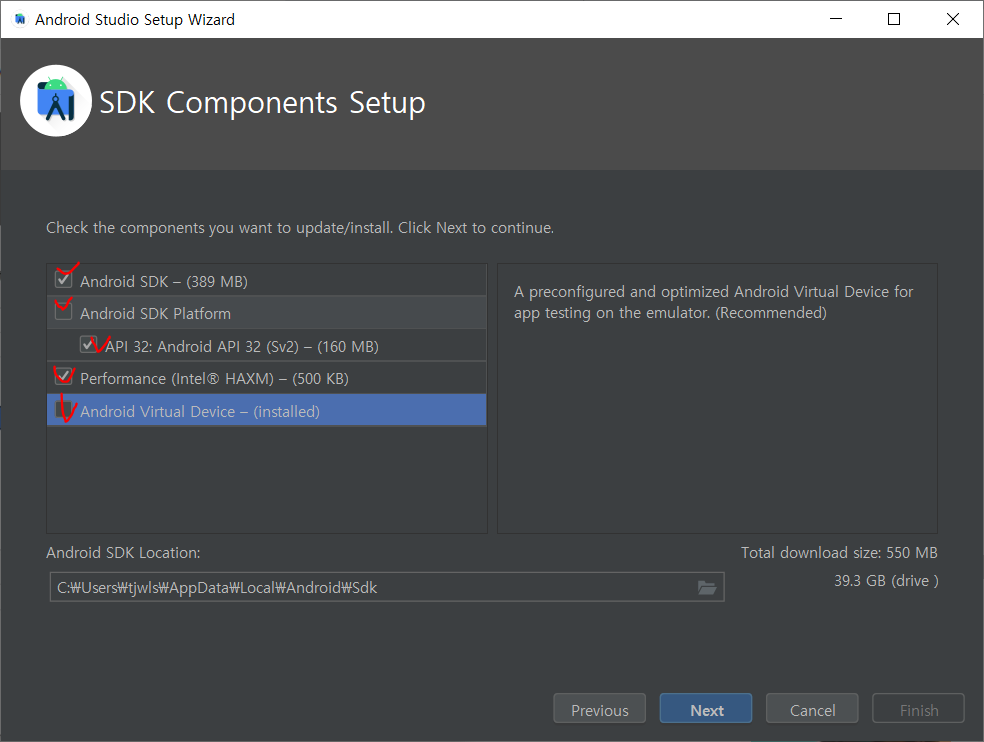 Android Studio Setup Wizard
SDK Components Setup
Check the components you want to update/install. Click Next to continue.
Android SDK – (389 MB)
Android SDK Platform
API 32: Android API 32 (Sv2) – (160 MB)
Performance (Intel® HAXM) – (500 KB)
Android Virtual Device – (installed)
A preconfigured and optimized Android Virtual Device for
app testing on the emulator. (Recommended)
Android SDK Location:
Total download size: 550 MB
C:₩Users₩tjwls₩AppData₩Local₩Android₩Sdk
39.3 GB (drive )
Previous
Next
Cancel
Finish